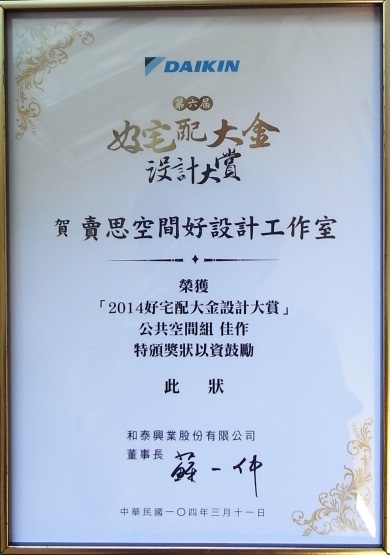 DAIKIN
第六屆
好宅配大金
設計大賞
賀 賣思空間好設計工作室
榮獲
「2014好宅配大金設計大賞」
公共空間組 佳作
特頒獎狀以資鼓勵
此 狀
和泰興業股份有限公司
董事長 蘇一仲
中華民國一〇四年三月十一日